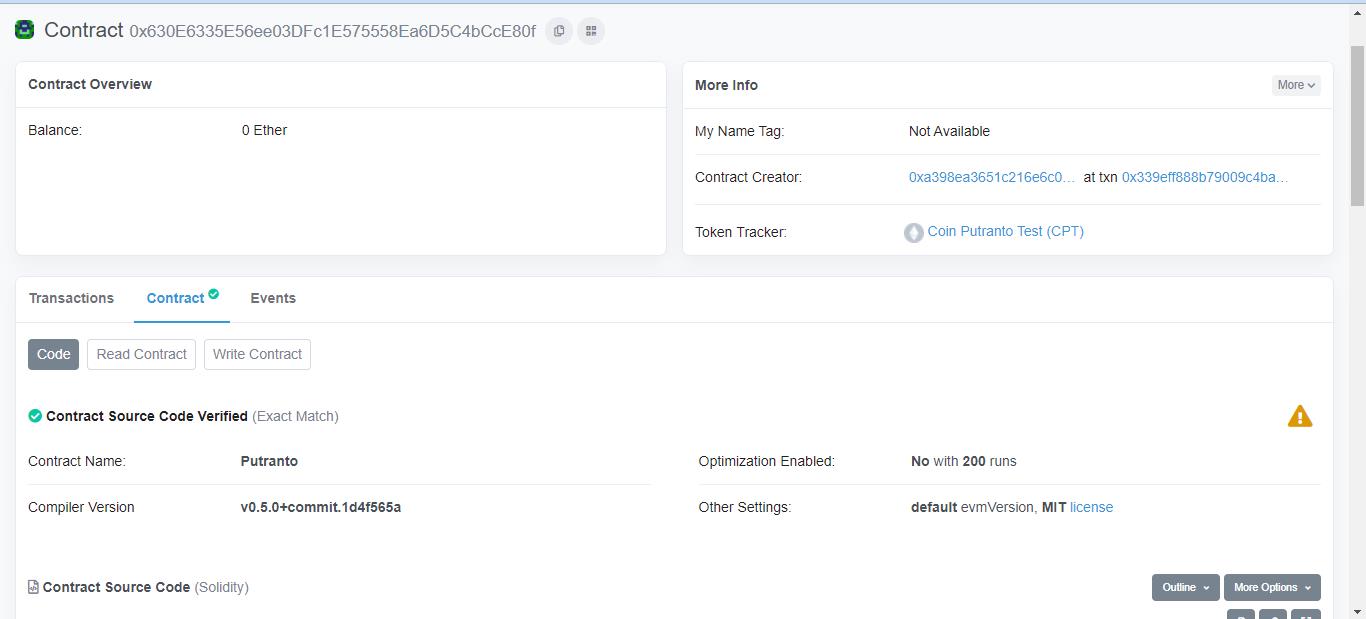 Contract 0x630E6335E56ee03DFc1E575558Ea6D5C4bCcE80f
Contract Overview
Balance: 0 Ether
More Info More
My Name Tag: Not Available
Contract Creator: 0xa398ea3651c216e6c0... at txn 0x339eff888b79009c4ba...
Token Tracker: Coin Putranto Test (CPT)
Transactions Contract Events
Code Read Contract Write Contract
Contract Source Code Verified (Exact Match)
Contract Name: Putranto
Optimization Enabled: No with 200 runs
Compiler Version v0.5.0+commit.1d4f565a
Other Settings: default evmVersion, MIT license
Contract Source Code (Solidity) Outline More Options